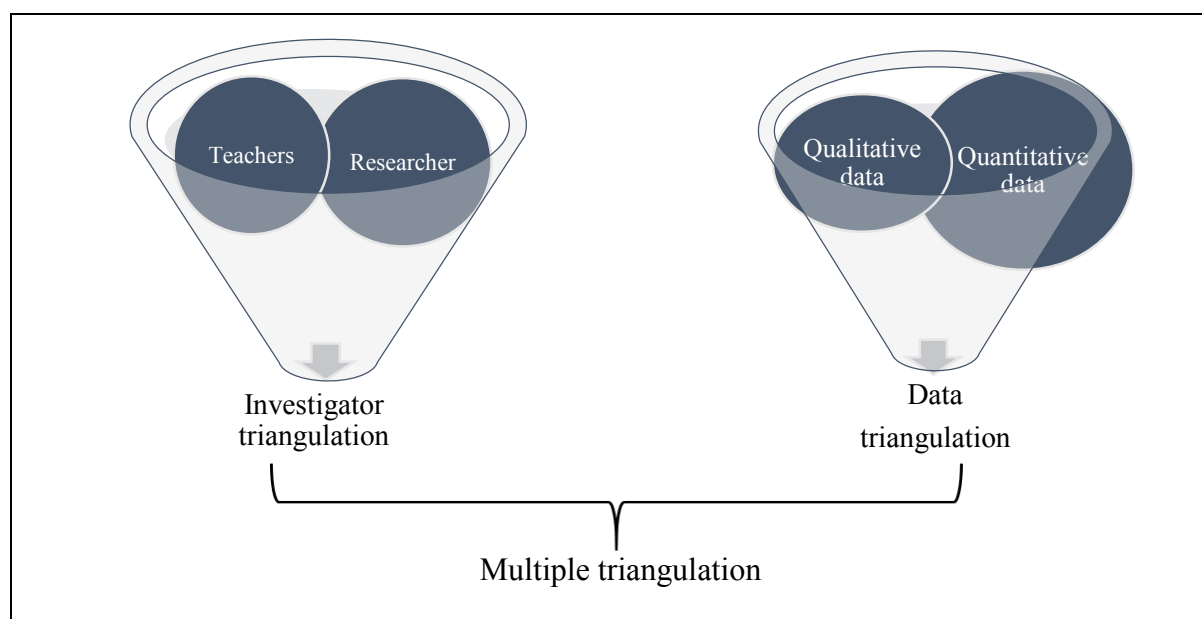 Teachers
Researcher
Qualitative
data
Quantitative
data
Investigator
triangulation
Data
triangulation
Multiple triangulation